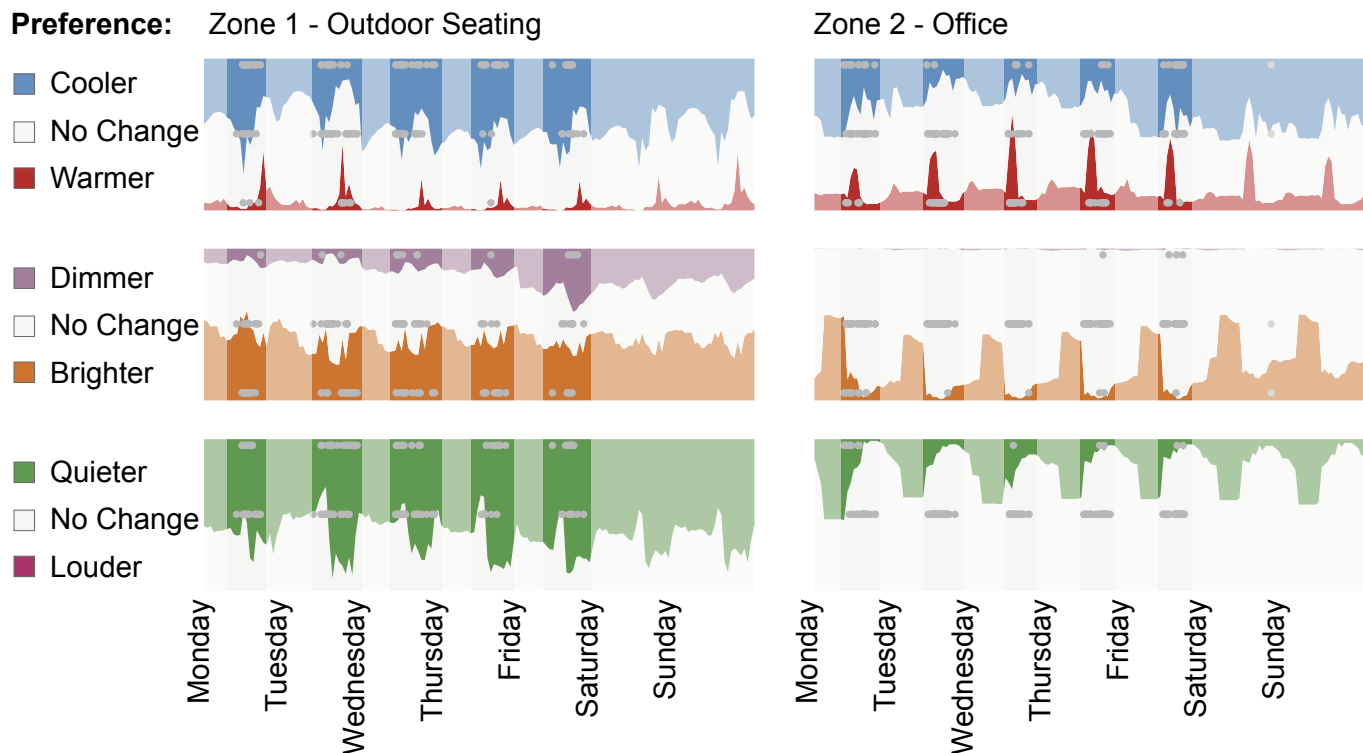 Preference: Zone 1 - Outdoor Seating Zone 2 - Office
Cooler
No Change
Warmer
Dimmer
No Change
Brighter
Quieter
No Change
Louder
Monday Tuesday Wednesday Thursday Friday Saturday Sunday Monday Tuesday Wednesday Thursday Friday Saturday Sunday